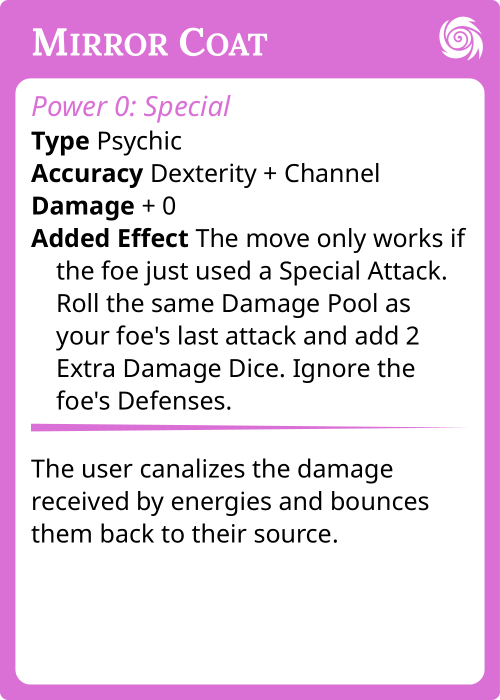 Mirror Coat
Power 0: Special
Type Psychic
Accuracy Dexterity + Channel
Damage + 0
Added Effect The move only works if
the foe just used a Special Attack.
Roll the same Damage Pool as
your foe's last attack and add 2
Extra Damage Dice. Ignore the
foe's Defenses.
The user canalizes the damage
received by energies and bounces
them back to their source.